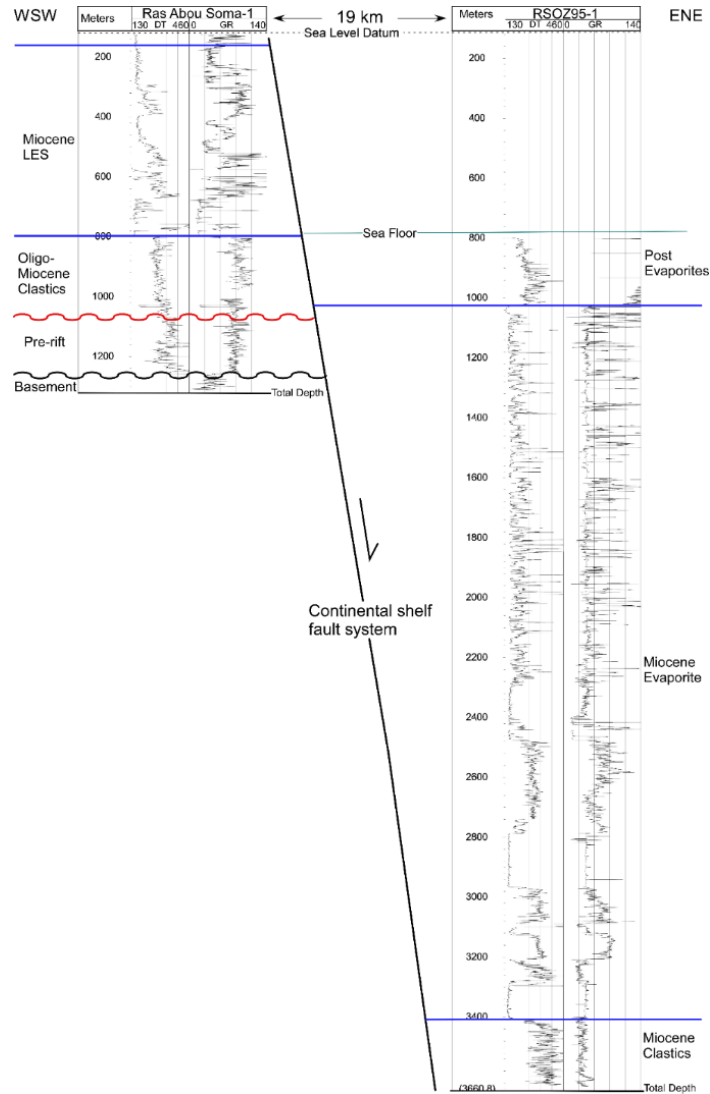 WSW
Meters
Ras Abou Soma-1
130 DT 460 0 GR 140
19 km
Sea Level Datum
Meters
RSOZ95-1
130 DT 460 0 GR 140
ENE
200
400
600
800
1000
1200
Miocene
LES
Oligo-
Miocene
Clastics
Pre-rift
Basement
Total Depth
Continental shelf
fault system
Sea Floor
200
400
600
800
1000
1200
1400
1600
1800
2000
2200
2400
2600
2800
3000
3200
3400
(3660.8)
Post
Evaporites
Miocene
Evaporite
Miocene
Clastics
Total Depth